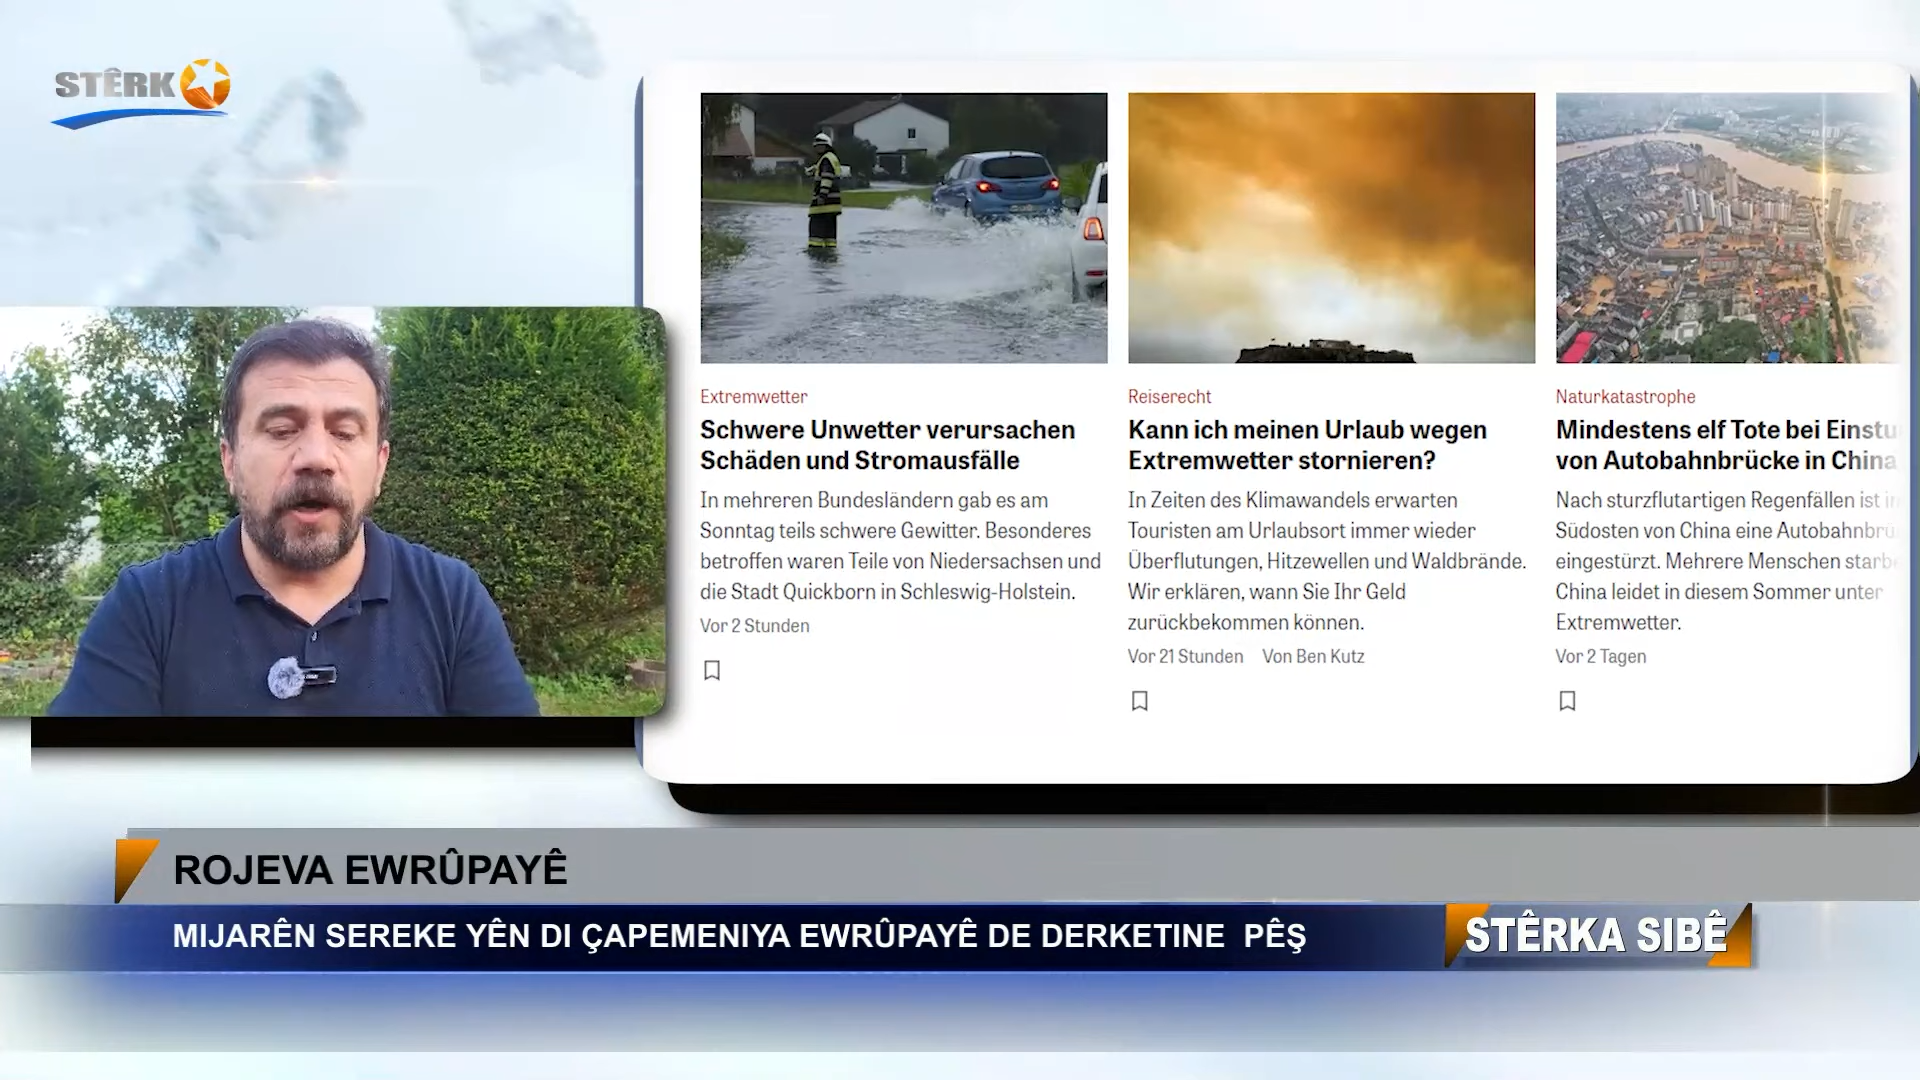 STÊRK
Extremwetter
Schwere Unwetter verursachen
Schäden und Stromausfälle
In mehreren Bundesländern gab es am
Sonntag teils schwere Gewitter. Besonderes
betroffen waren Teile von Niedersachsen und
die Stadt Quickborn in Schleswig-Holstein.
Vor 2 Stunden
Reiserecht
Kann ich meinen Urlaub wegen
Extremwetter stornieren?
In Zeiten des Klimawandels erwarten
Touristen am Urlaubsort immer wieder
Überflutungen, Hitzewellen und Waldbrände.
Wir erklären, wann Sie Ihr Geld
zurückbekommen können.
Vor 21 Stunden Von Ben Kutz
Naturkatastrophe
Mindestens elf Tote bei Einstu
von Autobahnbrücke in China
Nach sturzflutartigen Regenfällen ist im
Südosten von China eine Autobahnbrü
eingestürzt. Mehrere Menschen starbe
China leidet in diesem Sommer unter
Extremwetter.
Vor 2 Tagen
ROJEVA EWRÛPAYÊ
MIJARÊN SEREKE YÊN DI ÇAPEMENIYA EWRÛPAYÊ DE DERKETINE PÊŞ
STÊRKA SIBÊ